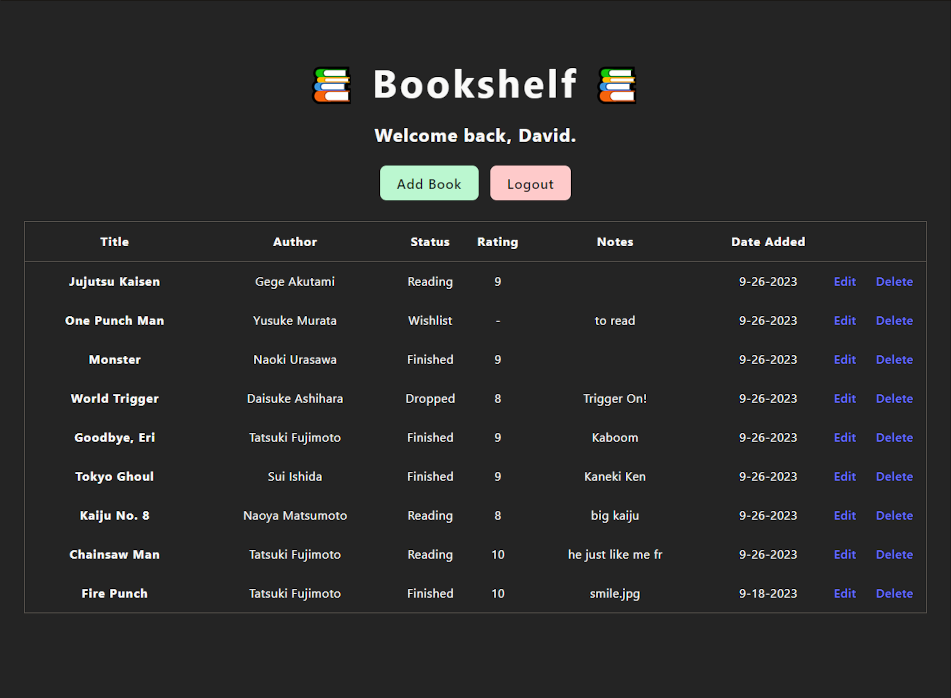 Bookshelf
Welcome back, David.
Add Book Logout
Title Author Status Rating Notes Date Added
Jujutsu Kaisen Gege Akutami Reading 9 9-26-2023 Edit Delete
One Punch Man Yusuke Murata Wishlist - to read 9-26-2023 Edit Delete
Monster Naoki Urasawa Finished 9 9-26-2023 Edit Delete
World Trigger Daisuke Ashihara Dropped 8 Trigger On! 9-26-2023 Edit Delete
Goodbye, Eri Tatsuki Fujimoto Finished 9 Kaboom 9-26-2023 Edit Delete
Tokyo Ghoul Sui Ishida Finished 9 Kaneki Ken 9-26-2023 Edit Delete
Kaiju No. 8 Naoya Matsumoto Reading 8 big kaiju 9-26-2023 Edit Delete
Chainsaw Man Tatsuki Fujimoto Reading 10 he just like me fr 9-26-2023 Edit Delete
Fire Punch Tatsuki Fujimoto Finished 10 smile.jpg 9-18-2023 Edit Delete